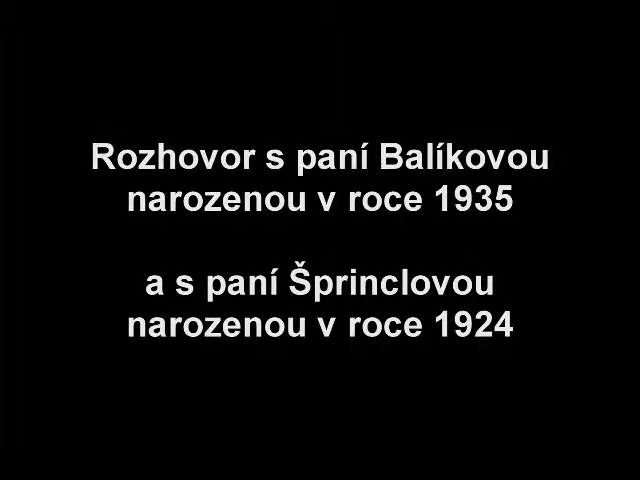 Rozhovor s paní Balíkovou
narozenou v roce 1935
a s paní Šprinclovou
narozenou v roce 1924